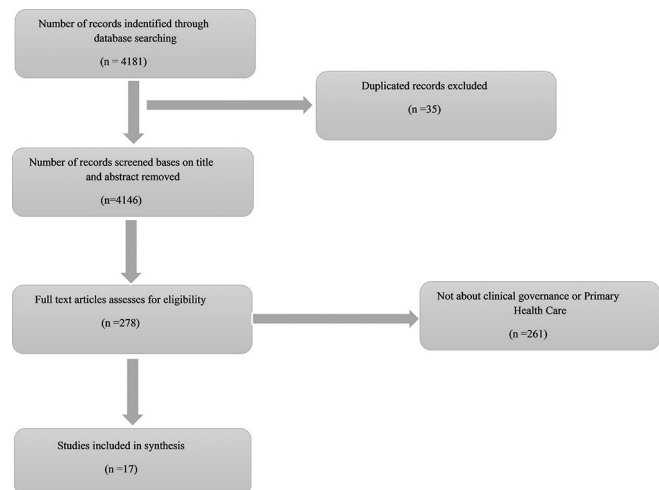 Number of records indentified through
database searching
(n = 4181)
Duplicated records excluded
(n =35)
Number of records screened bases on title
and abstract removed
(n=4146)
Full text articles assesses for eligibility
(n =278)
Not about clinical governance or Primary
Health Care
(n =261)
Studies included in synthesis
(n =17)